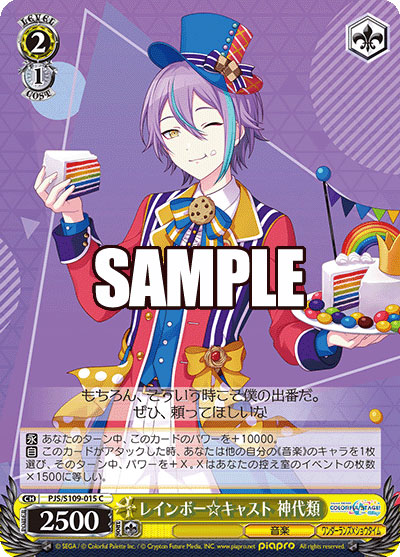 LEVEL
2
1
COST
SAMPLE
もちろん、こういう時こそ僕の出番だ。
ぜひ、頼ってほしいな
CH
PJS/S109-015 C
永 あなたのターン中、このカードのパワーを+10000。
自 このカードがアタックした時、あなたは他の自分の《音楽》のキャラを1枚
選び、そのターン中、パワーを+X。Xはあなたの控え室のイベントの枚数
×1500に等しい。
POWER
2500
SOUL
レインボー☆キャスト 神代類
COLORFUL STAGE!
音楽
ワンダーランズ×ショウタイム
© SEGA / © Colorful Palette Inc. / © Crypton Future Media, INC. www.piapro.net piapro All rights reserved.